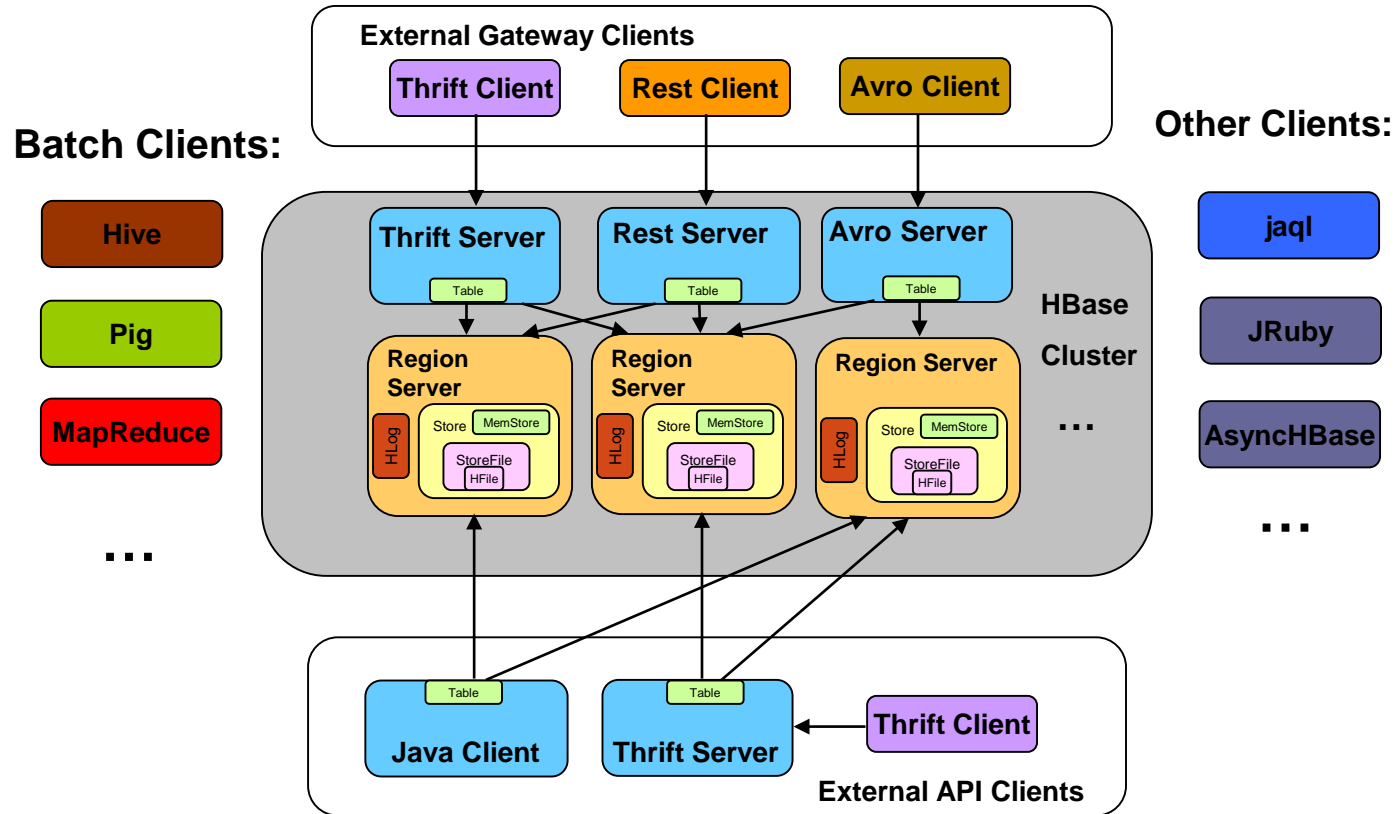 External Gateway Clients
Thrift Client
Rest Client
Avro Client
Batch Clients:
Other Clients:
Hive
Pig
MapReduce
...
jaql
JRuby
AsyncHBase
...
Thrift Server
Table
Rest Server
Table
Avro Server
Table
HBase
Cluster
...
Region
Server
HLog
Store
MemStore
StoreFile
HFile
Region
Server
HLog
Store
MemStore
StoreFile
HFile
Region Server
HLog
Store
MemStore
StoreFile
HFile
Table
Java Client
Table
Thrift Server
Thrift Client
External API Clients